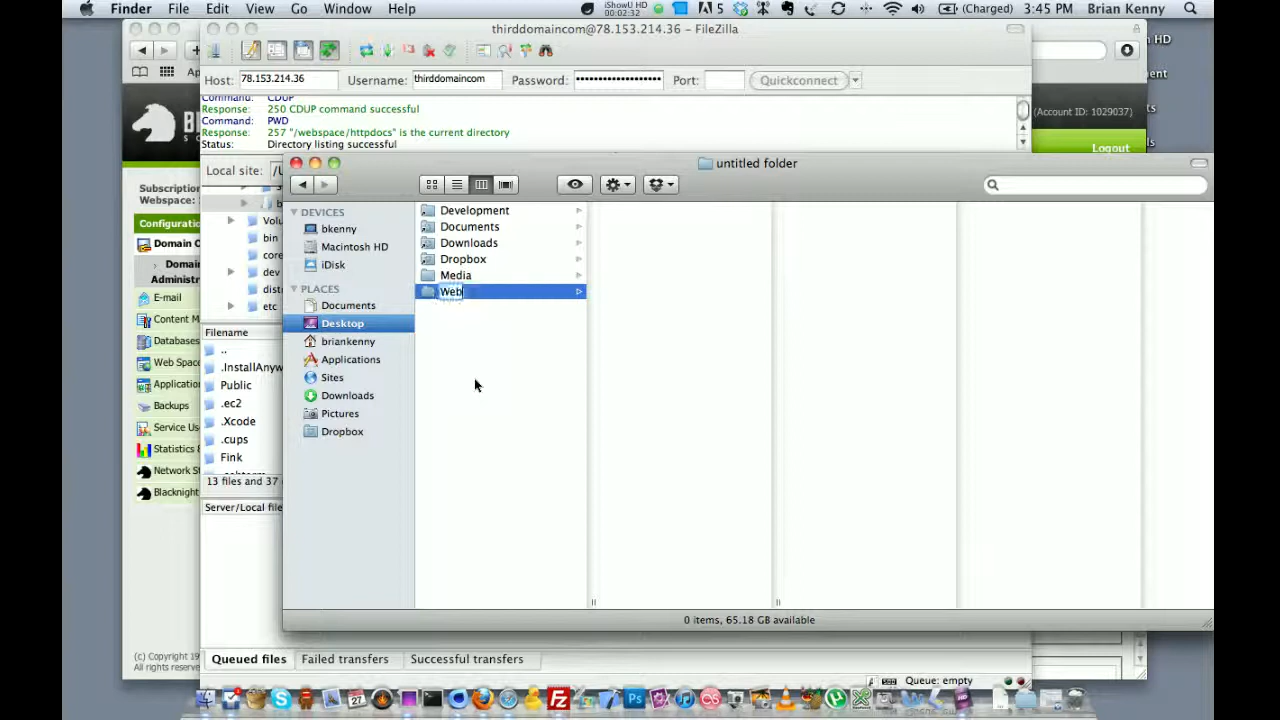 Finder File Edit View Go Window Help iShowU HD 00:02:32 5 (Charged) 3:45 PM Brian Kenny
thirddomaincom@78.153.214.36 – FileZilla
Host: 78.153.214.36 Username: thirddomaincom Password: •••••••••••••••••• Port: Quickconnect
Command: CDUP
Response: 250 CDUP command successful
Command: PWD
Response: 257 "/webspace/httpdocs" is the current directory
Status: Directory listing successful
(Account ID: 1029037)
Logout
Local site:
untitled folder
Subscription
Webspace:
Configuratio
Domain O
Domai
Administr
E-mail
Content M
Databases
Web Space
Application
Backups
Service Us
Statistics &
Network S
Blacknight
Volu
bin
core
dev
dist
etc
Filename
..
.InstallAnyw
Public
.ec2
.Xcode
.cups
Fink
13 files and 37
Server/Local file
DEVICES
bkenny
Macintosh HD
iDisk
PLACES
Documents
Desktop
briankenny
Applications
Sites
Downloads
Pictures
Dropbox
Development
Documents
Downloads
Dropbox
Media
Web
0 items, 65.18 GB available
(c) Copyright 19
All rights reserve
Queued files Failed transfers Successful transfers
Queue: empty